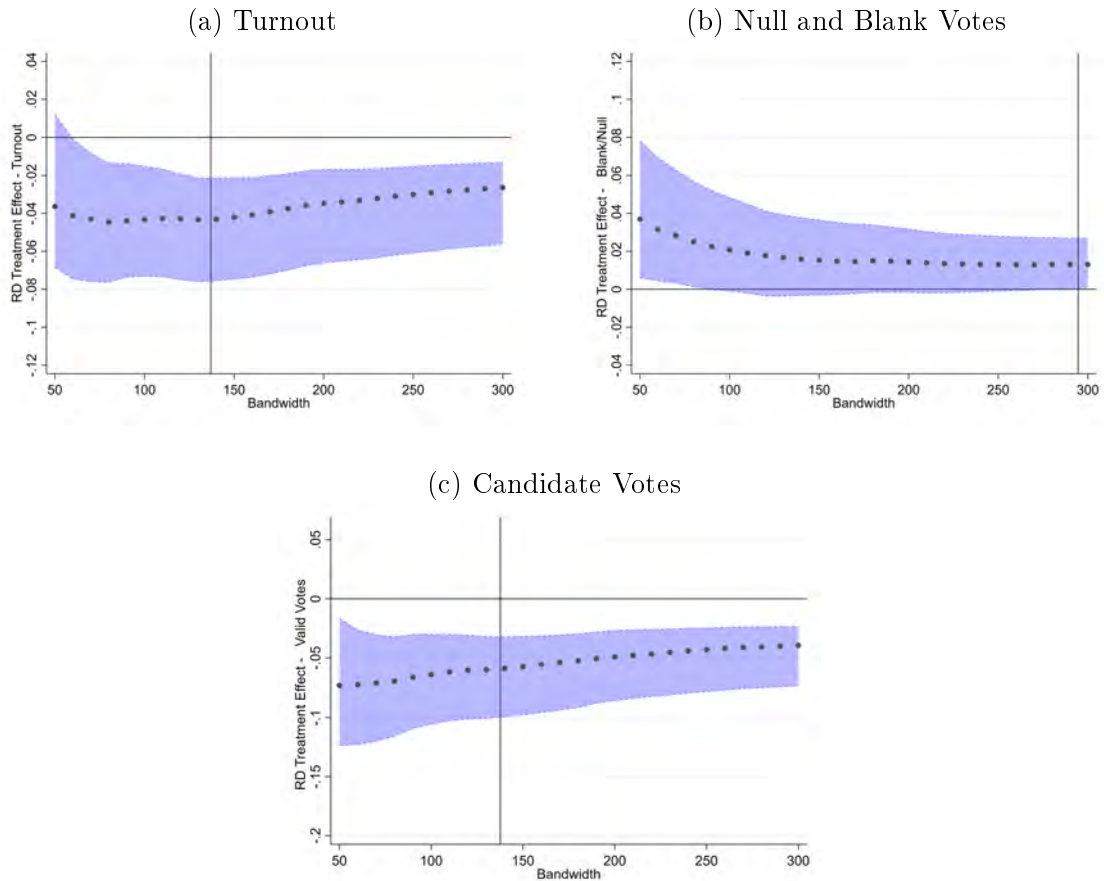 (a) Turnout
RD Treatment Effect - Turnout
.04
.02
0
-.02
-.04
-.06
-.08
-.1
-.12
50 100 150 200 250 300
Bandwidth
(b) Null and Blank Votes
RD Treatment Effect - Blank/Null
.12
.1
.08
.06
.04
.02
0
-.02
-.04
50 100 150 200 250 300
Bandwidth
(c) Candidate Votes
RD Treatment Effect - Valid Votes
.05
0
-.05
-.1
-.15
-.2
50 100 150 200 250 300
Bandwidth